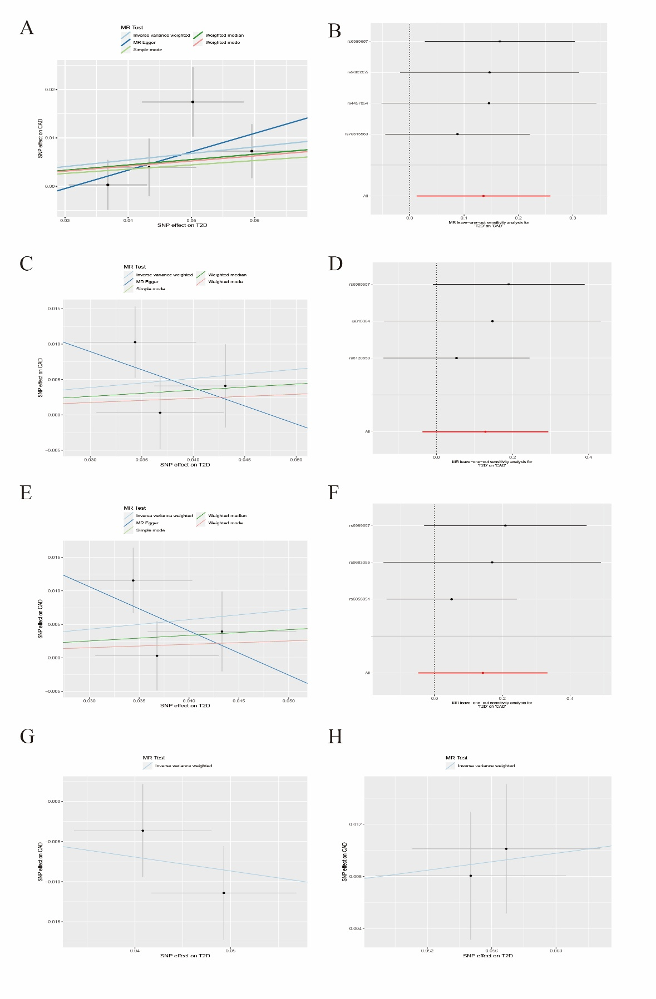 A
MR Test
Inverse variance weighted
Weighted median
MR Egger
Weighted mode
Simple mode
SNP effect on CAD
0.02
0.01
0.00
0.03
0.04
0.05
0.06
SNP effect on T2D
B
rs6989657
rs9683355
rs4457054
rs78615563
All
0.0
0.1
0.2
0.3
MR leave-one-out sensitivity analysis for
'T2D' on 'CAD'
C
MR Test
Inverse variance weighted
Weighted median
MR Egger
Weighted mode
Simple mode
SNP effect on CAD
0.015
0.010
0.005
0.000
-0.005
0.030
0.035
0.040
0.045
0.050
SNP effect on T2D
D
rs6989657
rs810364
rs6120650
All
0.0
0.2
0.4
MR leave-one-out sensitivity analysis for
'T2D' on 'CAD'
E
MR Test
Inverse variance weighted
Weighted median
MR Egger
Weighted mode
Simple mode
SNP effect on CAD
0.015
0.010
0.005
0.000
-0.005
0.030
0.035
0.040
0.045
0.050
SNP effect on T2D
F
rs6989657
rs9683355
rs6058051
All
0.0
0.2
0.4
MR leave-one-out sensitivity analysis for
'T2D' on 'CAD'
G
MR Test
Inverse variance weighted
SNP effect on CAD
0.000
-0.005
-0.010
-0.015
0.04
0.05
SNP effect on T2D
H
MR Test
Inverse variance weighted
SNP effect on CAD
0.012
0.008
0.004
0.052
0.056
0.060
SNP effect on T2D